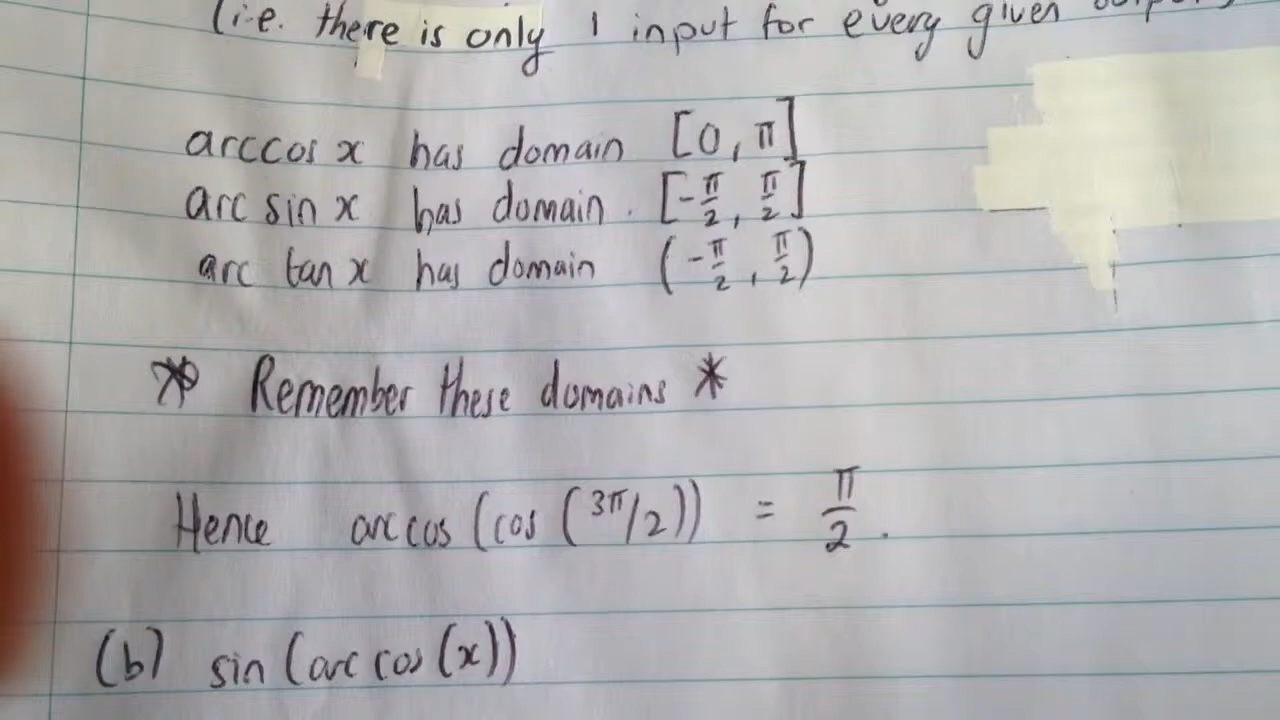 (i.e. there is only 1 input for every given
arccos x has domain [0, π]
arc sin x has domain. [-π/2, π/2]
arc tan x has domain (-π/2, π/2)
* Remember these domains *
Hence arccos (cos (3π/2)) = π/2.
(b) sin (arc cos (x))